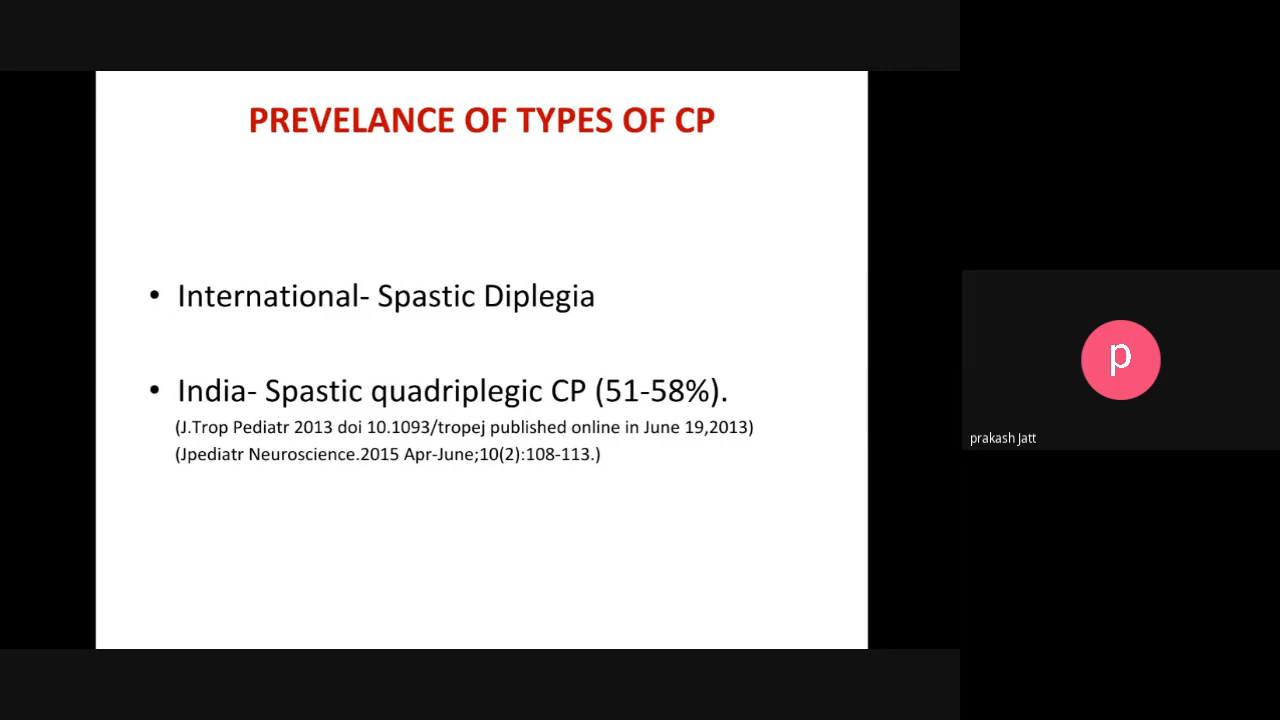 PREVELANCE OF TYPES OF CP
• International- Spastic Diplegia
• India- Spastic quadriplegic CP (51-58%).
(J.Trop Pediatr 2013 doi 10.1093/tropej published online in June 19,2013)
(Jpediatr Neuroscience.2015 Apr-June;10(2):108-113.)
p
prakash Jatt